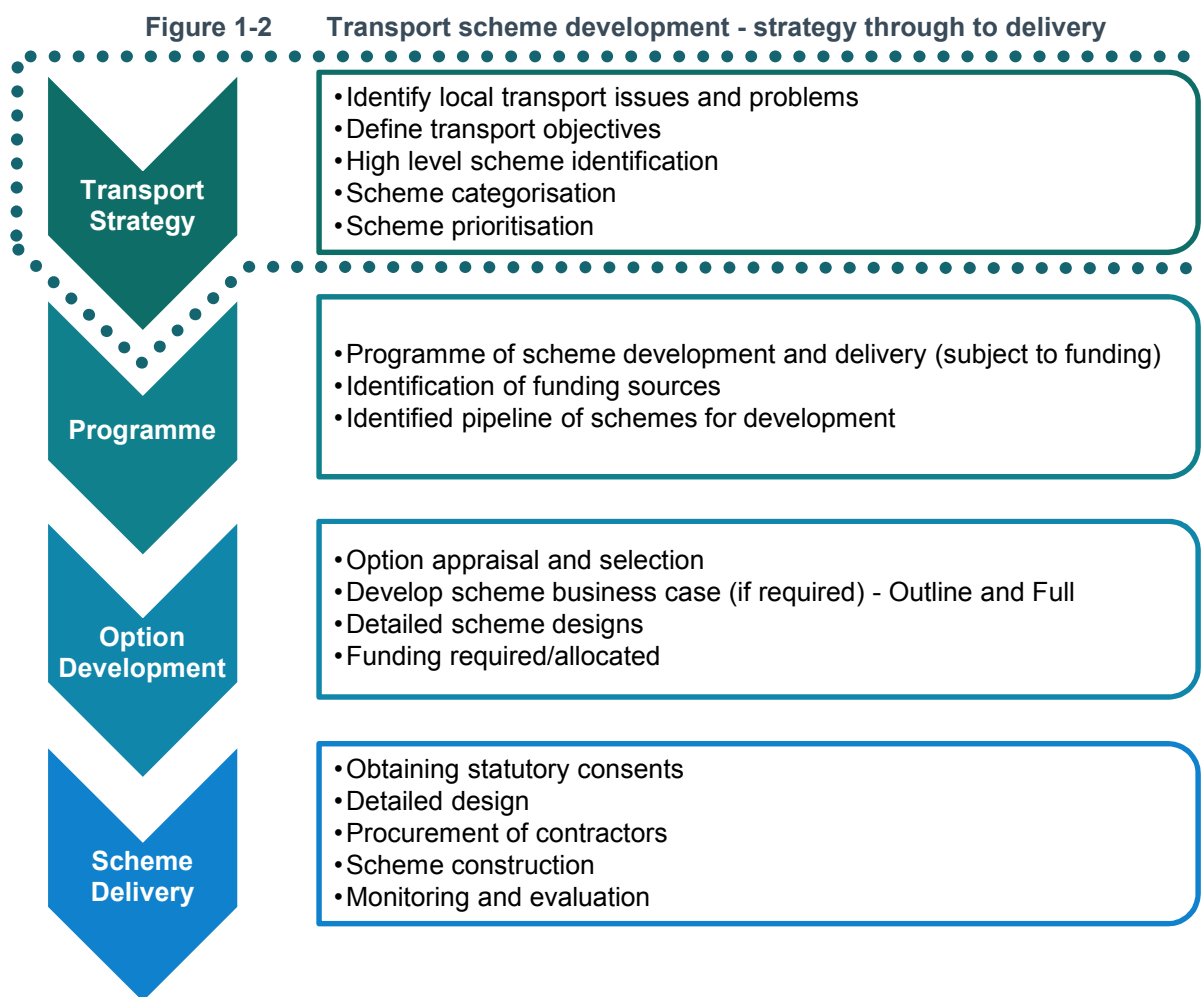 Figure 1-2 Transport scheme development - strategy through to delivery
Transport
Strategy
•Identify local transport issues and problems
•Define transport objectives
•High level scheme identification
•Scheme categorisation
•Scheme prioritisation
Programme
•Programme of scheme development and delivery (subject to funding)
•Identification of funding sources
•Identified pipeline of schemes for development
Option
Development
•Option appraisal and selection
•Develop scheme business case (if required) - Outline and Full
•Detailed scheme designs
•Funding required/allocated
Scheme
Delivery
•Obtaining statutory consents
•Detailed design
•Procurement of contractors
•Scheme construction
•Monitoring and evaluation